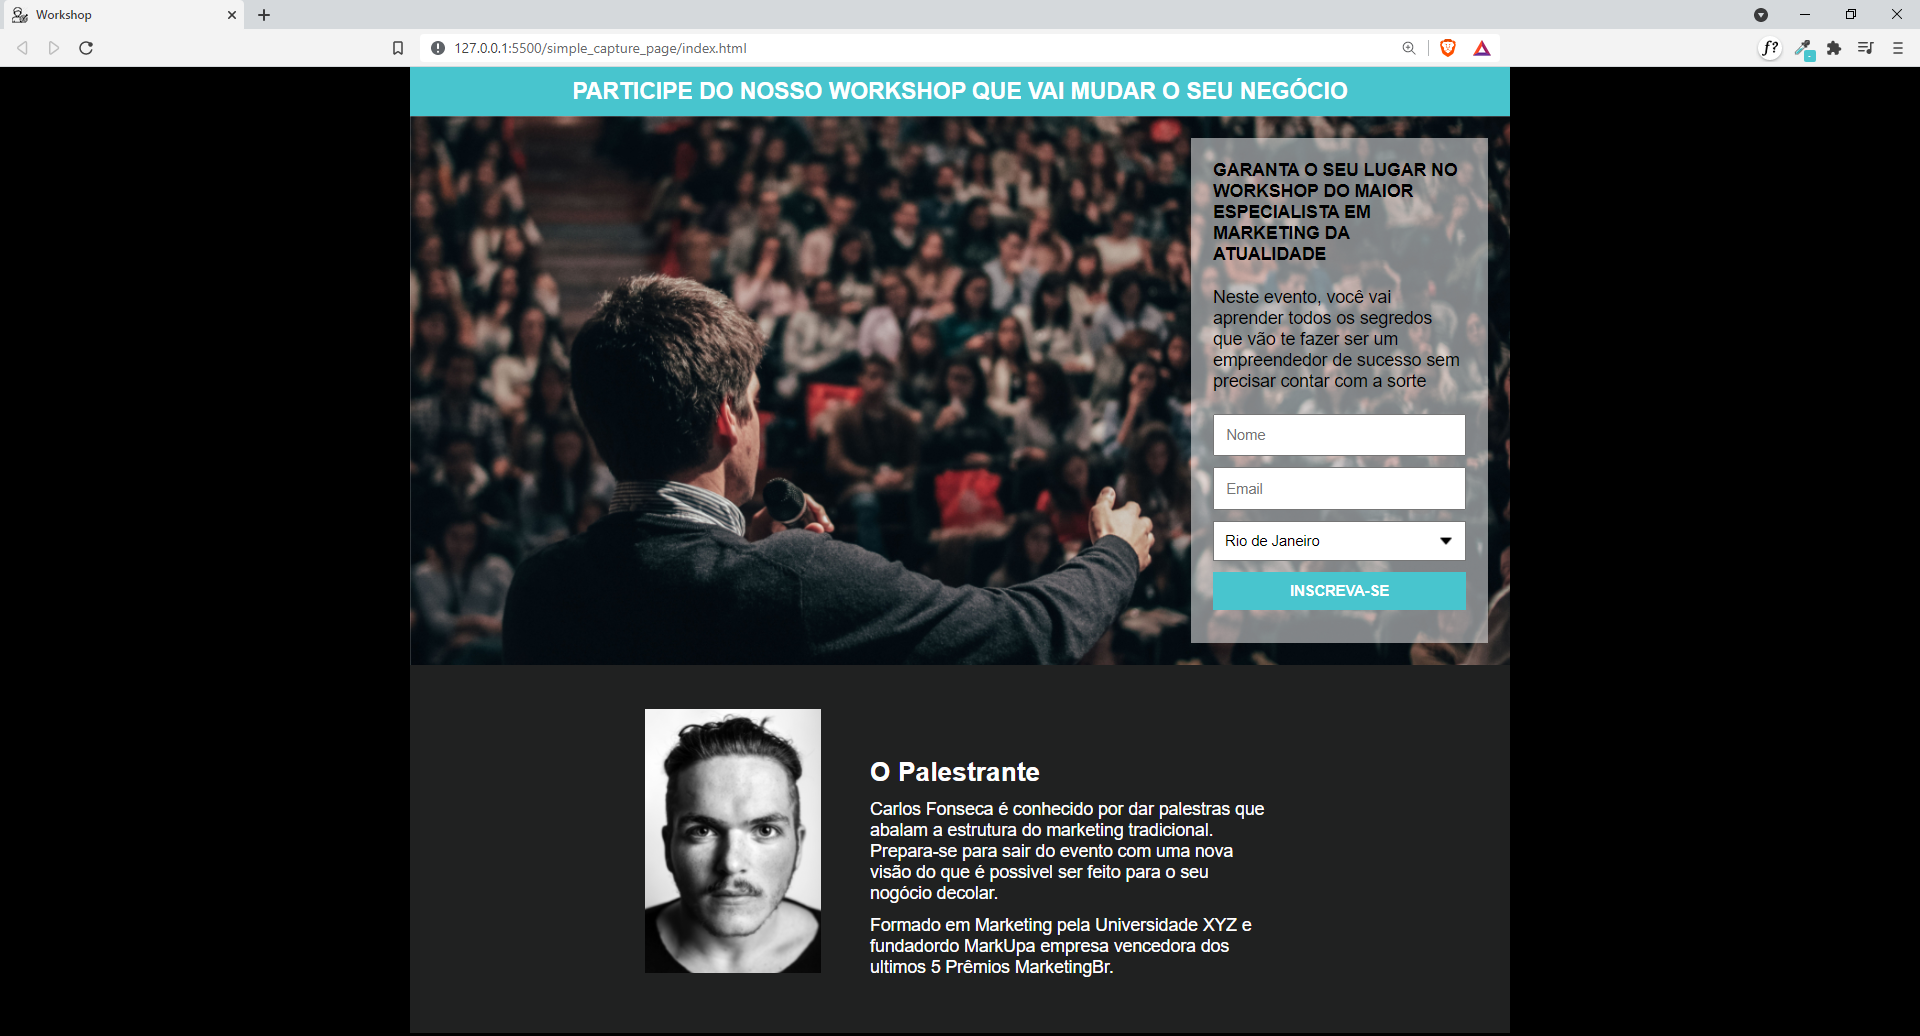 Workshop
127.0.0.1:5500/simple_capture_page/index.html
f?
PARTICIPE DO NOSSO WORKSHOP QUE VAI MUDAR O SEU NEGÓCIO
GARANTA O SEU LUGAR NO
WORKSHOP DO MAIOR
ESPECIALISTA EM
MARKETING DA
ATUALIDADE
Neste evento, você vai
aprender todos os segredos
que vão te fazer ser um
empreendedor de sucesso sem
precisar contar com a sorte
Nome
Email
Rio de Janeiro
INSCREVA-SE
O Palestrante
Carlos Fonseca é conhecido por dar palestras que
abalam a estrutura do marketing tradicional.
Prepara-se para sair do evento com uma nova
visão do que é possivel ser feito para o seu
nogócio decolar.
Formado em Marketing pela Universidade XYZ e
fundadordo MarkUpa empresa vencedora dos
ultimos 5 Prêmios MarketingBr.